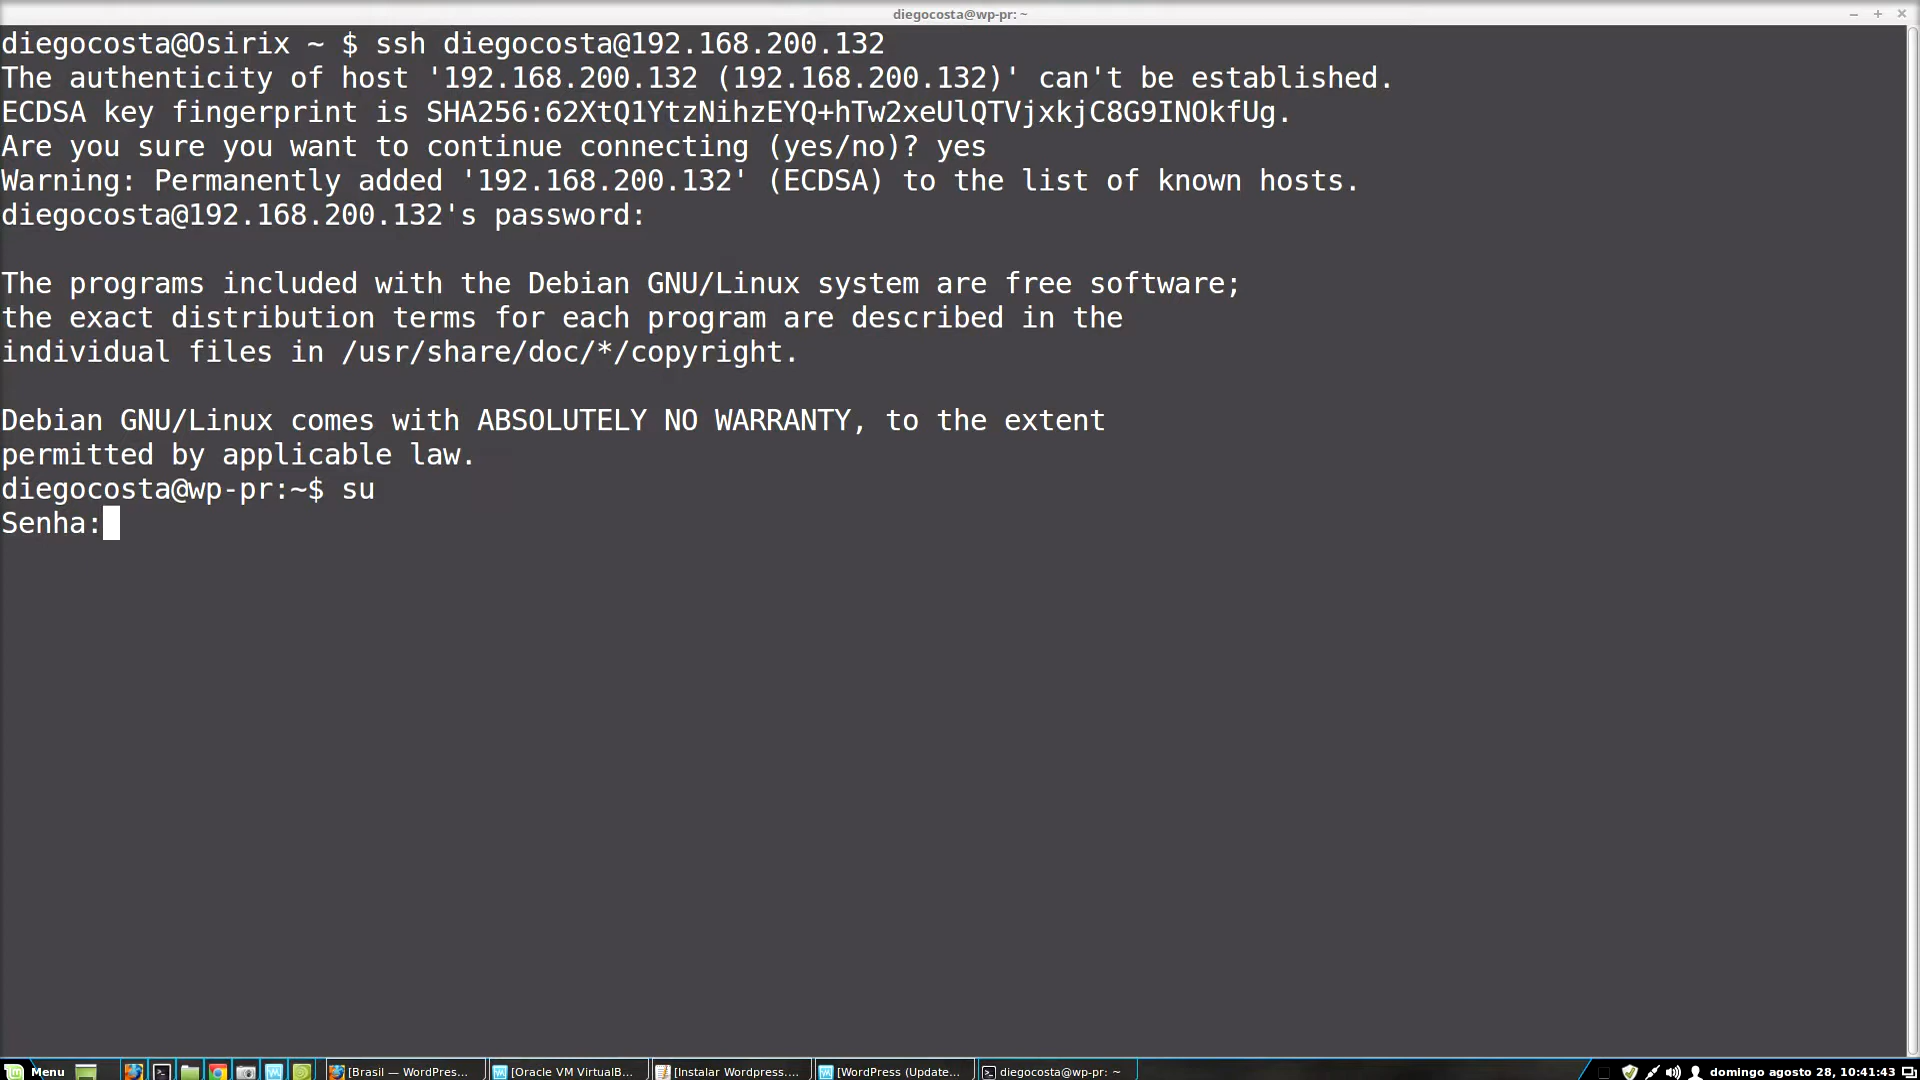 diegocosta@wp-pr: ~
diegocosta@Osirix ~ $ ssh diegocosta@192.168.200.132
The authenticity of host '192.168.200.132 (192.168.200.132)' can't be established.
ECDSA key fingerprint is SHA256:62XtQ1YtzNihzEYQ+hTw2xeUlQTVjxkjC8G9INOkfUg.
Are you sure you want to continue connecting (yes/no)? yes
Warning: Permanently added '192.168.200.132' (ECDSA) to the list of known hosts.
diegocosta@192.168.200.132's password:
The programs included with the Debian GNU/Linux system are free software;
the exact distribution terms for each program are described in the
individual files in /usr/share/doc/*/copyright.
Debian GNU/Linux comes with ABSOLUTELY NO WARRANTY, to the extent
permitted by applicable law.
diegocosta@wp-pr:~$ su
Senha:
Menu [Brasil — WordPres... [Oracle VM VirtualB... [Instalar Wordpress.... [WordPress (Update... diegocosta@wp-pr: ~ domingo agosto 28, 10:41:43